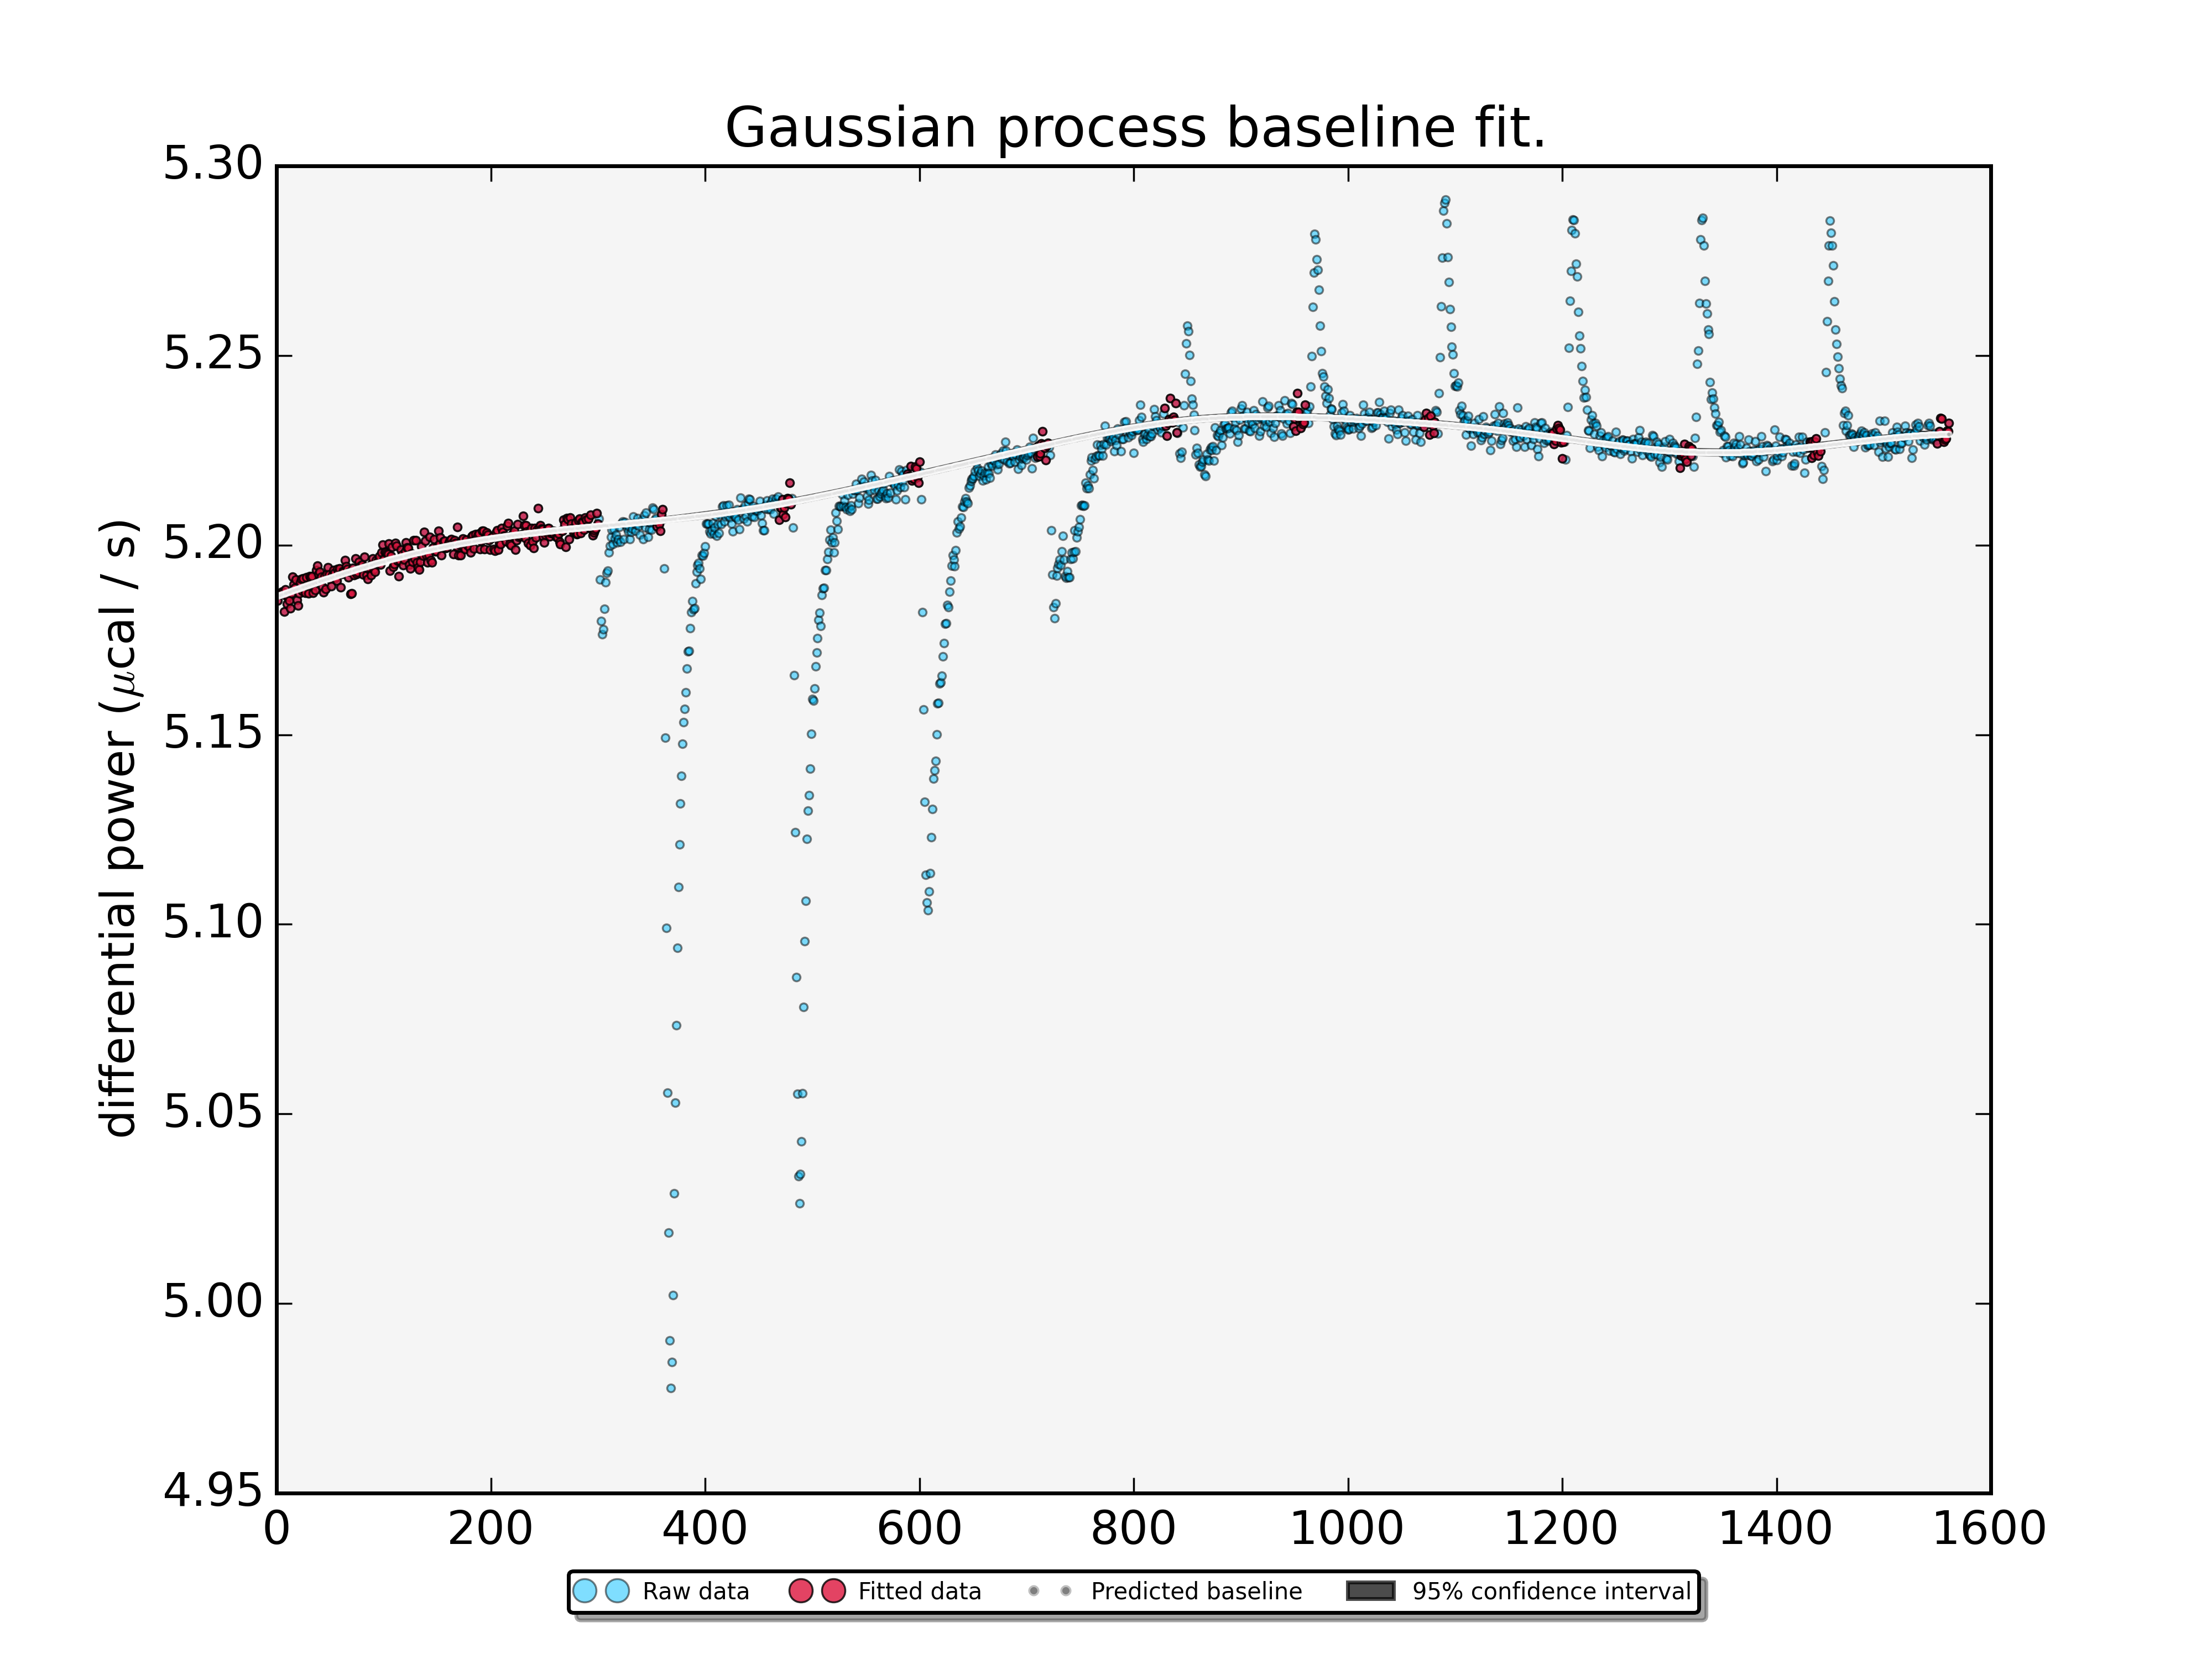 Gaussian process baseline fit.
5.30
5.25
5.20
5.15
5.10
5.05
5.00
4.95
differential power (μcal / s)
0 200 400 600 800 1000 1200 1400 1600
Raw data Fitted data Predicted baseline 95% confidence interval